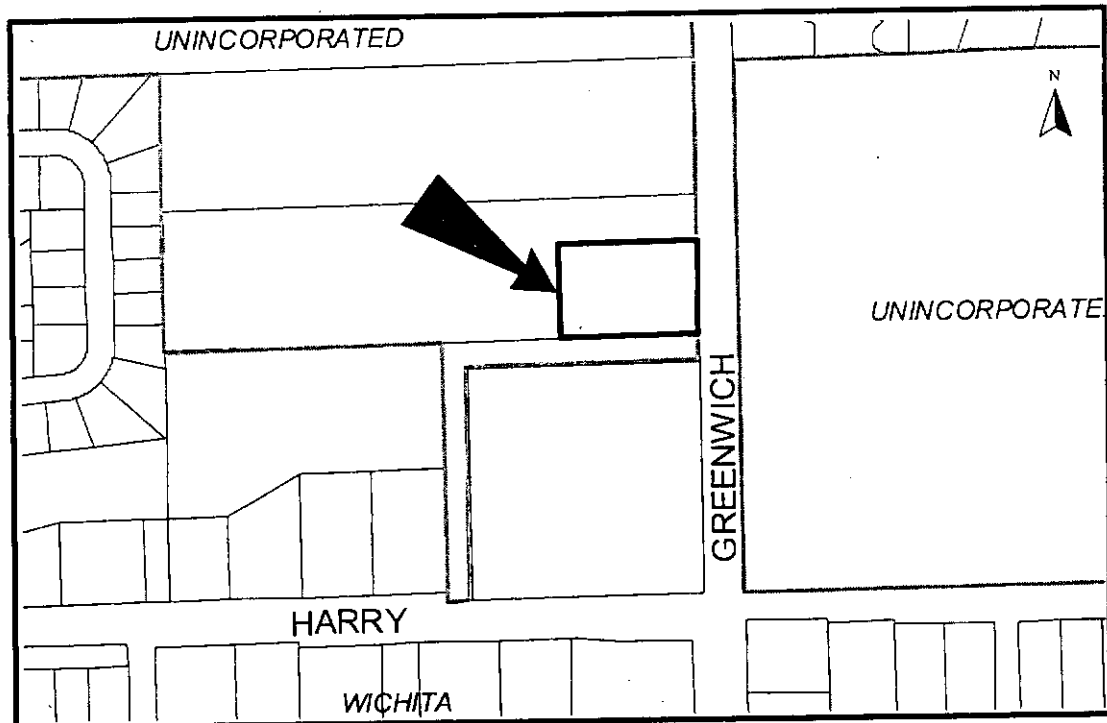 UNINCORPORATED
N
UNINCORPORATE
GREENWICH
HARRY
WICHITA